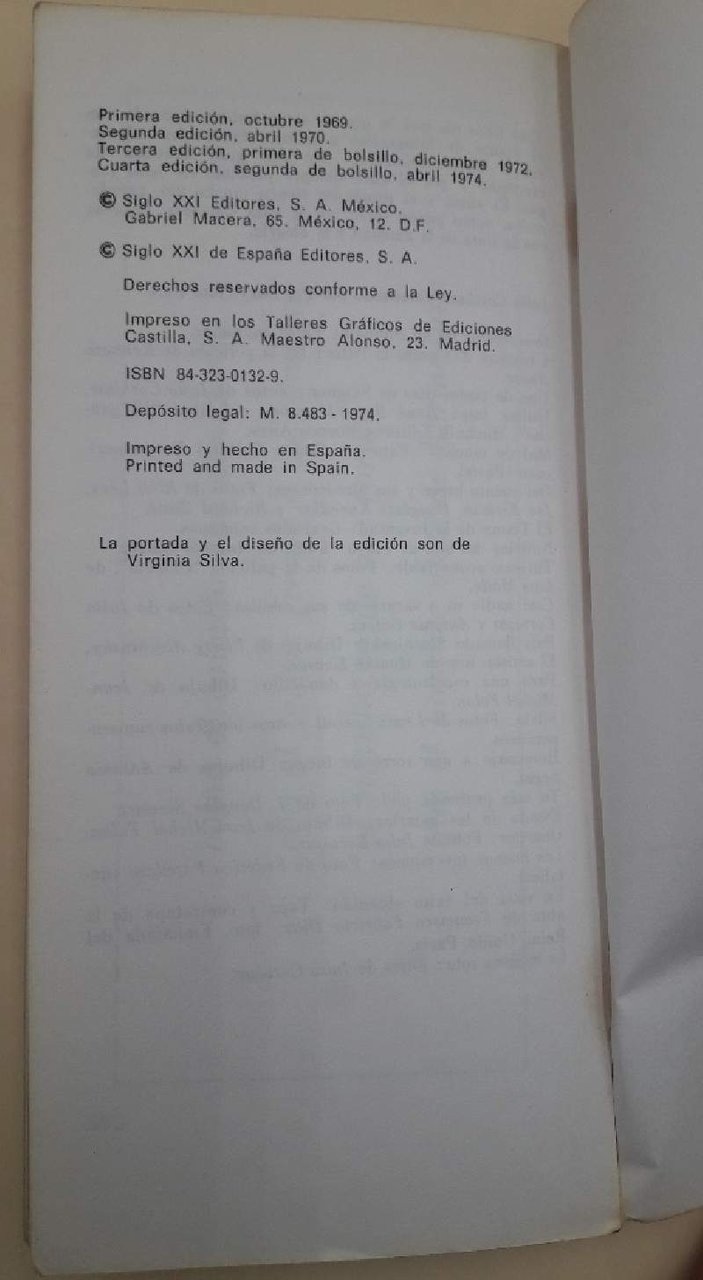 Primera edición, octubre 1969.
Segunda edición, abril 1970.
Tercera edición, primera de bolsillo, diciembre 1972.
Cuarta edición, segunda de bolsillo, abril 1974.
© Siglo XXI Editores, S. A. México.
Gabriel Macera, 65. México, 12. D.F.
© Siglo XXI de España Editores, S. A.
Derechos reservados conforme a la Ley.
Impreso en los Talleres Gráficos de Ediciones
Castilla, S. A. Maestro Alonso, 23. Madrid.
ISBN 84-323-0132-9.
Depósito legal: M. 8.483 - 1974.
Impreso y hecho en España.
Printed and made in Spain.
La portada y el diseño de la edición son de
Virginia Silva.